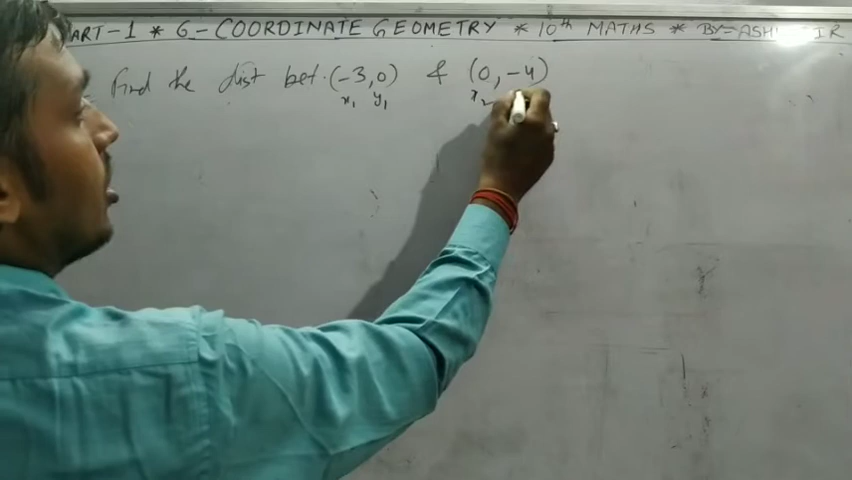 ART-1 * 6-COORDINATE GEOMETRY * 10th MATHS * BY=ASH IR
Find the dist bet. (-3,0) & (0,-4)
x1 y1 x2